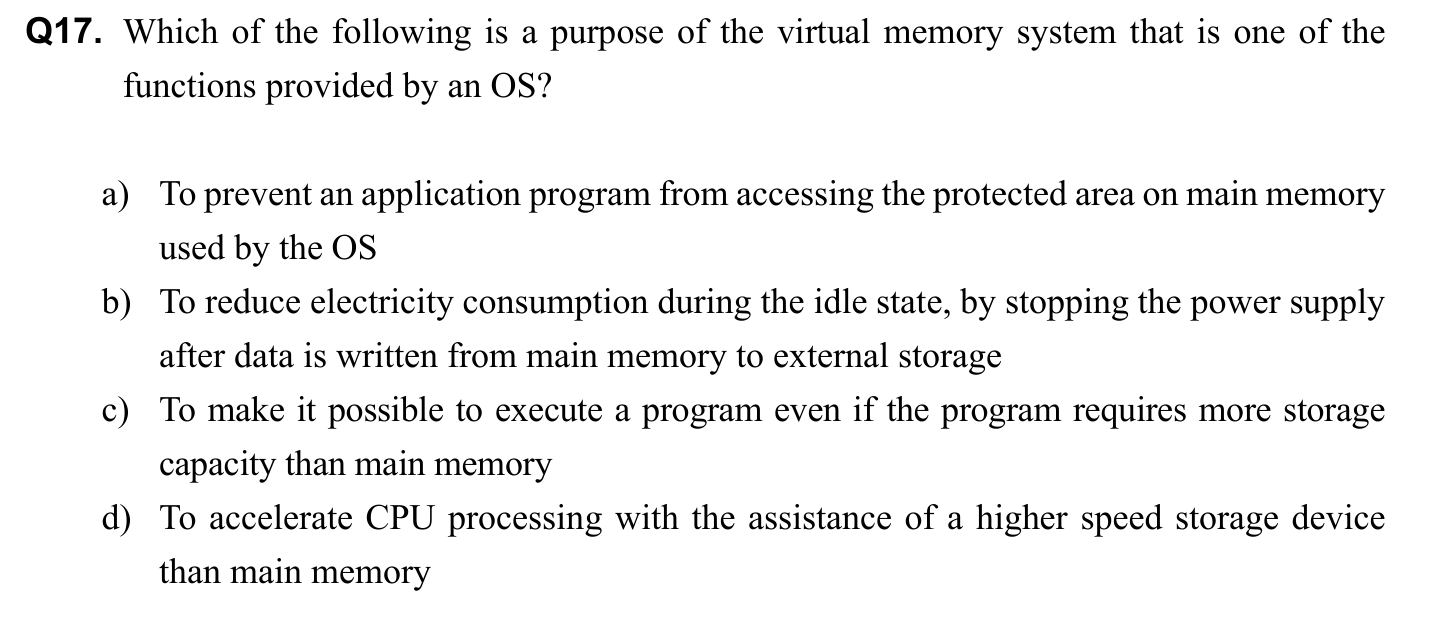 Q17. Which of the following is a purpose of the virtual memory system that is one of the
functions provided by an OS?
a) To prevent an application program from accessing the protected area on main memory
used by the OS
b) To reduce electricity consumption during the idle state, by stopping the power supply
after data is written from main memory to external storage
c) To make it possible to execute a program even if the program requires more storage
capacity than main memory
d) To accelerate CPU processing with the assistance of a higher speed storage device
than main memory